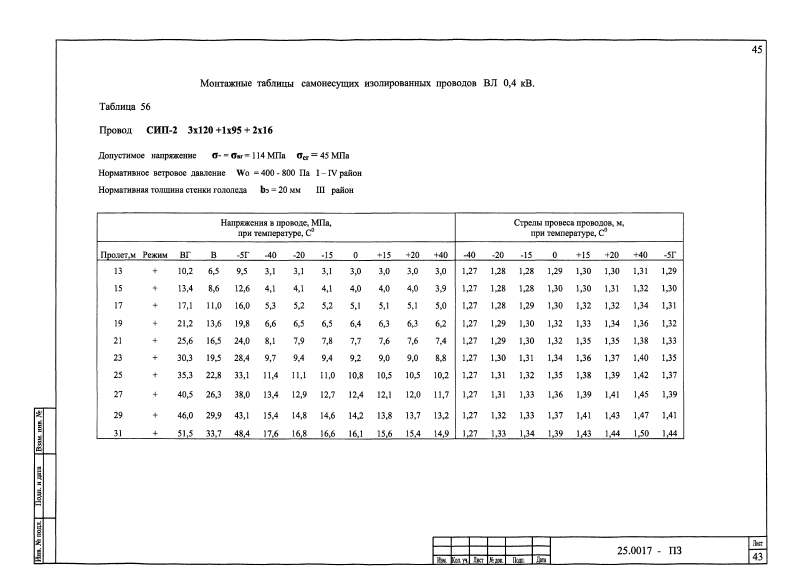 45
Монтажные таблицы самонесущих изолированных проводов ВЛ 0,4 кВ.
Таблица 56
Провод СИП-2 3х120 +1х95 + 2х16
Допустимое напряжение σ- = σвг = 114 МПа σсг = 45 МПа
Нормативное ветровое давление Wo = 400 - 800 Па I – IV район
Нормативная толщина стенки гололеда bэ = 20 мм III район
Напряжения в проводе, МПа, Стрелы провеса проводов, м,
при температуре, С⁰ при температуре, С⁰
Пролет,м Режим ВГ В -5Г -40 -20 -15 0 +15 +20 +40 -40 -20 -15 0 +15 +20 +40 -5Г
13 + 10,2 6,5 9,5 3,1 3,1 3,1 3,0 3,0 3,0 3,0 1,27 1,28 1,28 1,29 1,30 1,30 1,31 1,29
15 + 13,4 8,6 12,6 4,1 4,1 4,1 4,0 4,0 4,0 3,9 1,27 1,28 1,28 1,30 1,30 1,31 1,32 1,30
17 + 17,1 11,0 16,0 5,3 5,2 5,2 5,1 5,1 5,1 5,0 1,27 1,28 1,29 1,30 1,32 1,32 1,34 1,31
19 + 21,2 13,6 19,8 6,6 6,5 6,5 6,4 6,3 6,3 6,2 1,27 1,29 1,30 1,32 1,33 1,34 1,36 1,32
21 + 25,6 16,5 24,0 8,1 7,9 7,8 7,7 7,6 7,6 7,4 1,27 1,29 1,30 1,32 1,35 1,35 1,38 1,33
23 + 30,3 19,5 28,4 9,7 9,4 9,4 9,2 9,0 9,0 8,8 1,27 1,30 1,31 1,34 1,36 1,37 1,40 1,35
25 + 35,3 22,8 33,1 11,4 11,1 11,0 10,8 10,5 10,5 10,2 1,27 1,31 1,32 1,35 1,38 1,39 1,42 1,37
27 + 40,5 26,3 38,0 13,4 12,9 12,7 12,4 12,1 12,0 11,7 1,27 1,31 1,33 1,36 1,39 1,41 1,45 1,39
29 + 46,0 29,9 43,1 15,4 14,8 14,6 14,2 13,8 13,7 13,2 1,27 1,32 1,33 1,37 1,41 1,43 1,47 1,41
31 + 51,5 33,7 48,4 17,6 16,8 16,6 16,1 15,6 15,4 14,9 1,27 1,33 1,34 1,39 1,43 1,44 1,50 1,44
Взам. инв. №
Подп. и дата
Инв. № подл.
Изм. Кол. уч. Лист № док. Подп. Дата
25.0017 - ПЗ
Лист
43